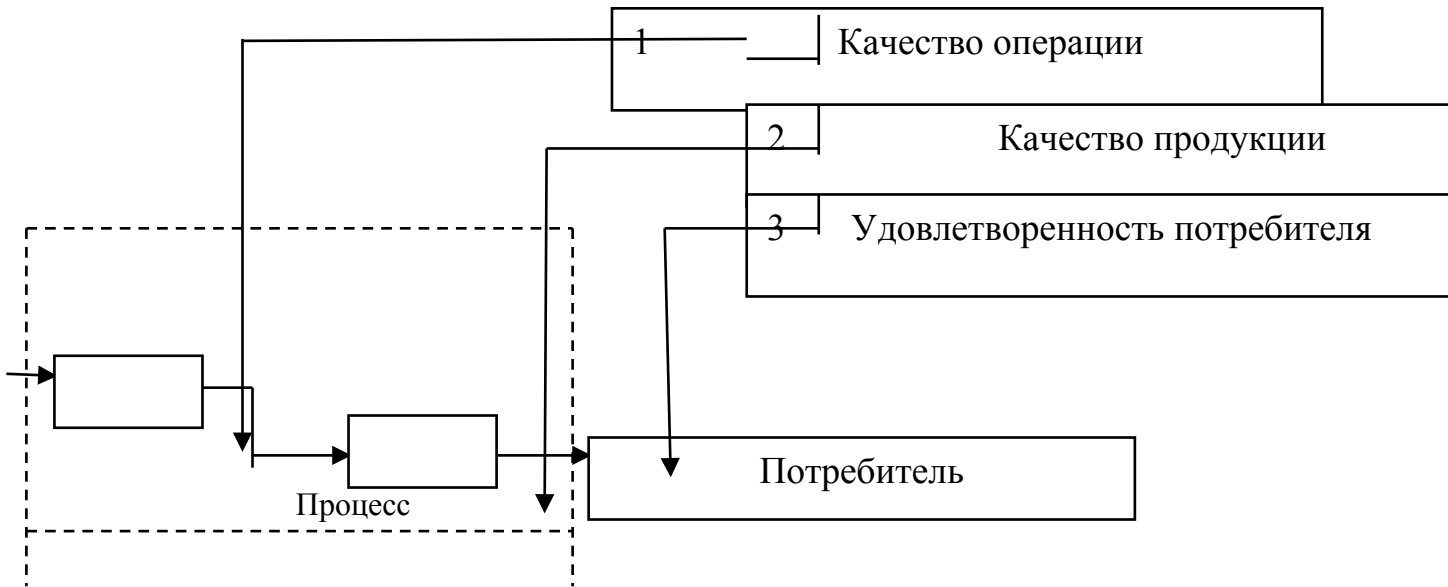 1 Качество операции
2 Качество продукции
3 Удовлетворенность потребителя
Потребитель
Процесс